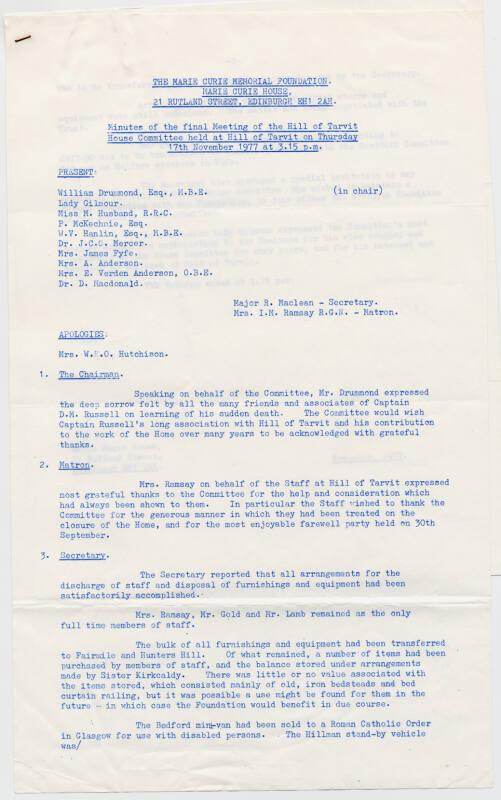 THE MARIE CURIE MEMORIAL FOUNDATION.
MARIE CURIE HOUSE,
21 RUTLAND STREET, EDINBURGH EH1 2AH.
Minutes of the final Meeting of the Hill of Tarvit
House Committee held at Hill of Tarvit on Thursday
17th November 1977 at 3.15 p.m.
PRESENT:
William Drummond, Esq., M.B.E. (in chair)
Lady Gilmour.
Miss M. Husband, R.R.C.
P. McKechnie, Esq.
W.V. Hanlin, Esq., M.B.E.
Dr. J.C.G. Mercer.
Mrs. James Fyfe.
Mrs. A. Anderson.
Mrs. E. Verden Anderson, O.B.E.
Dr. D. Macdonald.
Major R. Maclean - Secretary.
Mrs. I.M. Ramsay R.G.N. - Matron.
APOLOGIES:
Mrs. W.E.O. Hutchison.
1. The Chairman.
Speaking on behalf of the Committee, Mr. Drummond expressed
the deep sorrow felt by all the many friends and associates of Captain
D.M. Russell on learning of his sudden death. The Committee would wish
Captain Russell's long association with Hill of Tarvit and his contribution
to the work of the Home over many years to be acknowledged with grateful
thanks.
2. Matron.
Mrs. Ramsay on behalf of the Staff at Hill of Tarvit expressed
most grateful thanks to the Committee for the help and consideration which
had always been shown to them. In particular the Staff wished to thank the
Committee for the generous manner in which they had been treated on the
closure of the Home, and for the most enjoyable farewell party held on 30th
September.
3. Secretary.
The Secretary reported that all arrangements for the
discharge of staff and disposal of furnishings and equipment had been
satisfactorily accomplished.
Mrs. Ramsay, Mr. Gold and Mr. Lamb remained as the only
full time members of staff.
The bulk of all furnishings and equipment had been transferred
to Fairmile and Hunters Hill. Of what remained, a number of items had been
purchased by members of staff, and the balance stored under arrangements
made by Sister Kirkcaldy. There was little or no value associated with
the items stored, which consisted mainly of old, iron bedsteads and bed
curtain railing, but it was possible a use might be found for them in the
future - in which case the Foundation would benefit in due course.
The Bedford mini-van had been sold to a Roman Catholic Order
in Glasgow for use with disabled persons. The Hillman stand-by vehicle
was/